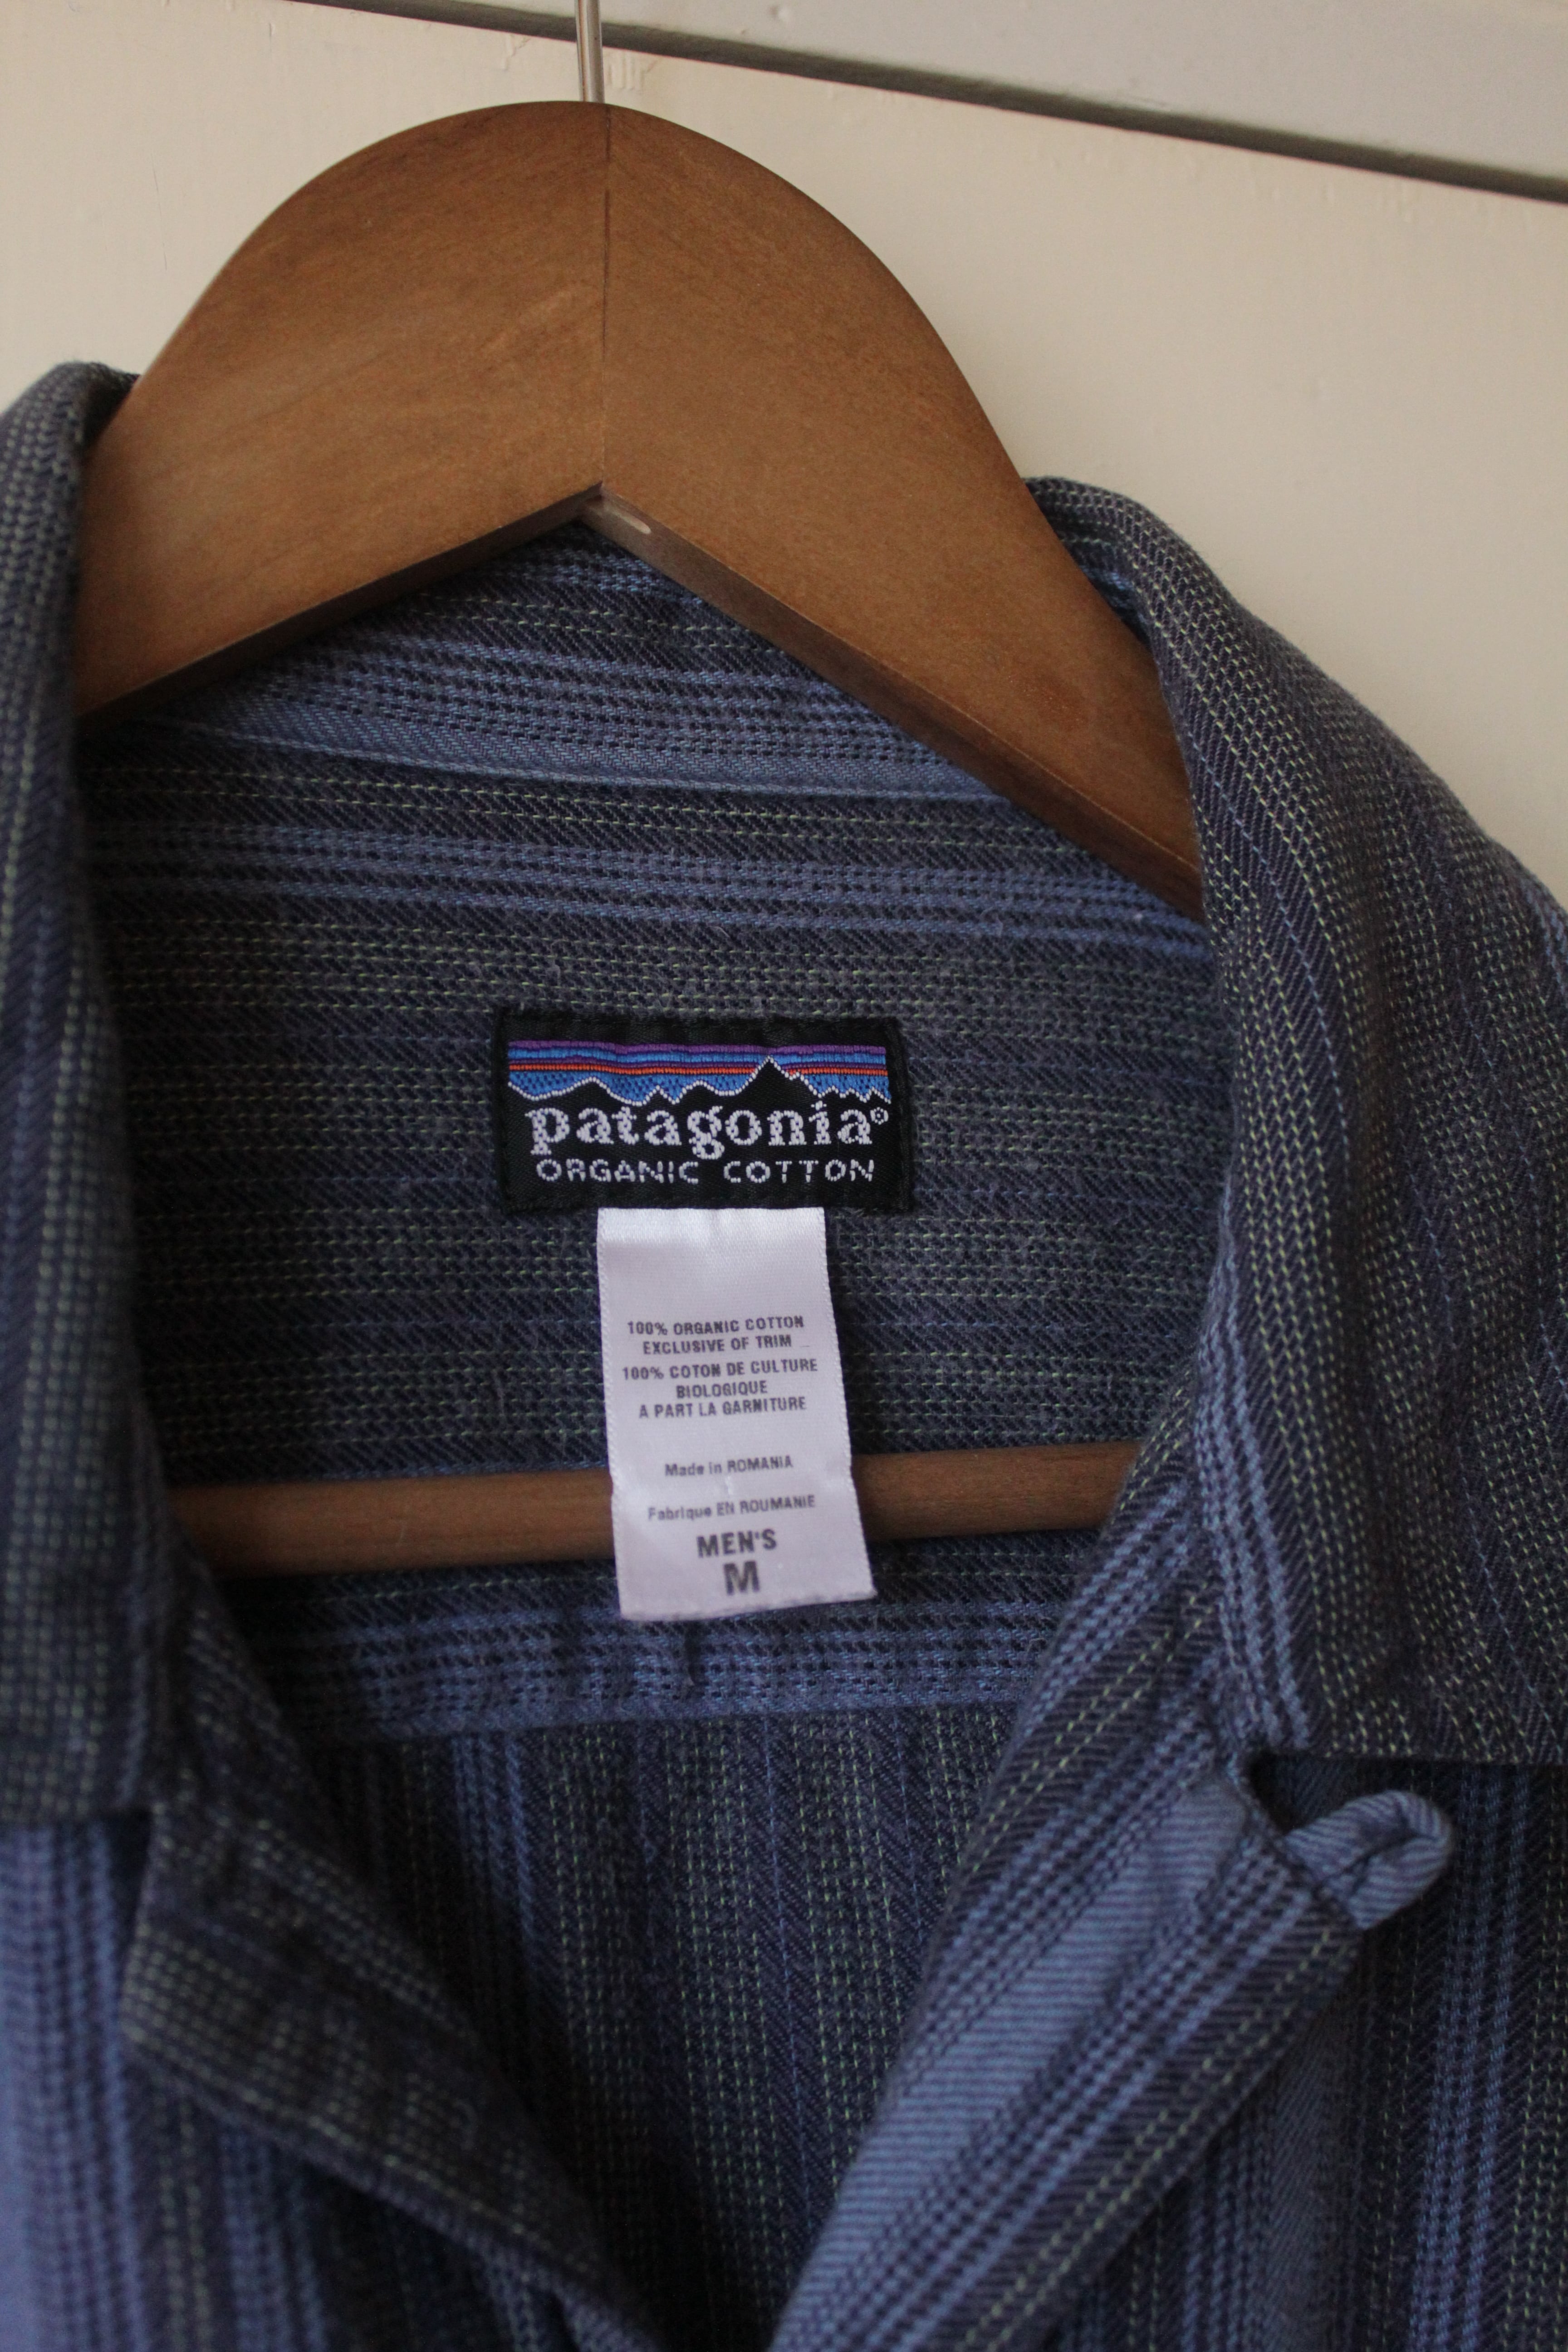 patagonia®
ORGANIC COTTON
100% ORGANIC COTTON
EXCLUSIVE OF TRIM
100% COTON DE CULTURE
BIOLOGIQUE
A PART LA GARNITURE
Made in ROMANIA
Fabrique EN ROUMANIE
MEN'S
M